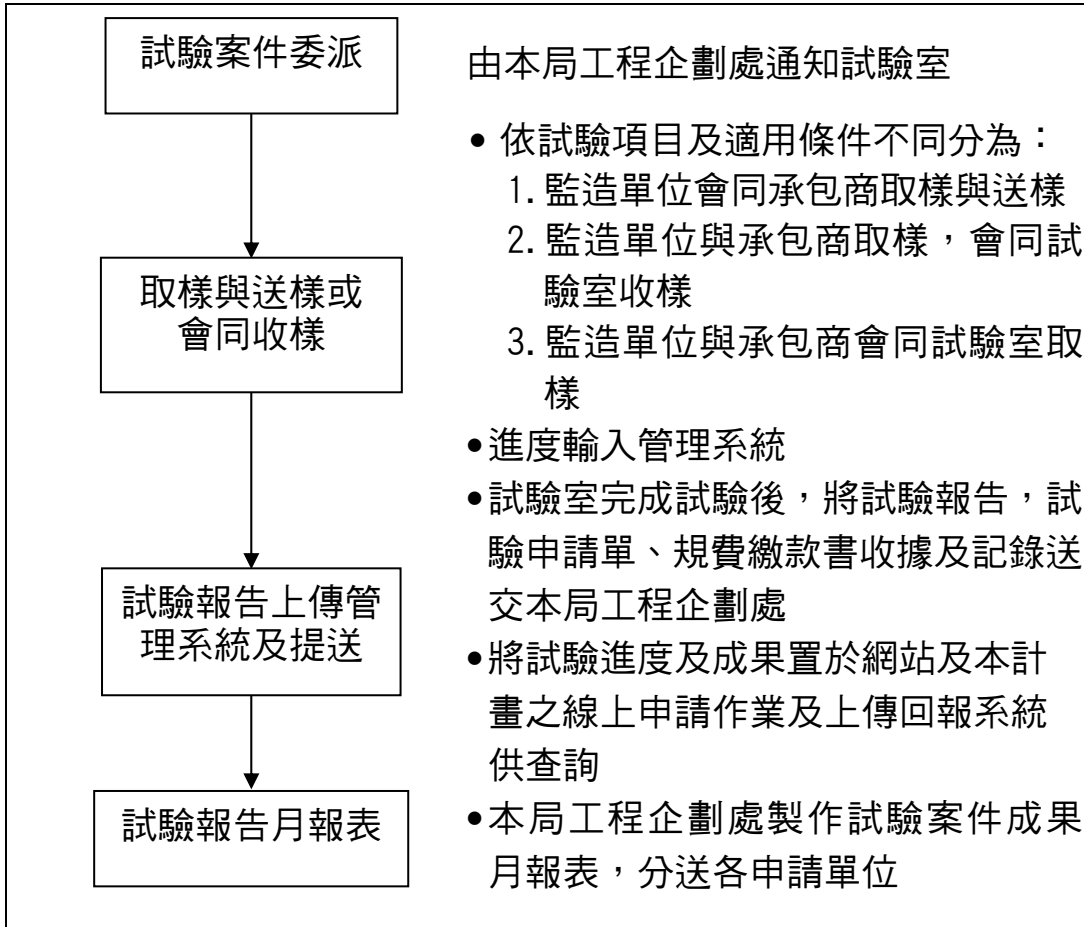 試驗案件委派
由本局工程企劃處通知試驗室
• 依試驗項目及適用條件不同分為：
1. 監造單位會同承包商取樣與送樣
2. 監造單位與承包商取樣，會同試
驗室收樣
3. 監造單位與承包商會同試驗室取
樣
取樣與送樣或
會同收樣
•進度輸入管理系統
•試驗室完成試驗後，將試驗報告，試
驗申請單、規費繳款書收據及記錄送
交本局工程企劃處
試驗報告上傳管
理系統及提送
•將試驗進度及成果置於網站及本計
畫之線上申請作業及上傳回報系統
供查詢
試驗報告月報表
•本局工程企劃處製作試驗案件成果
月報表，分送各申請單位